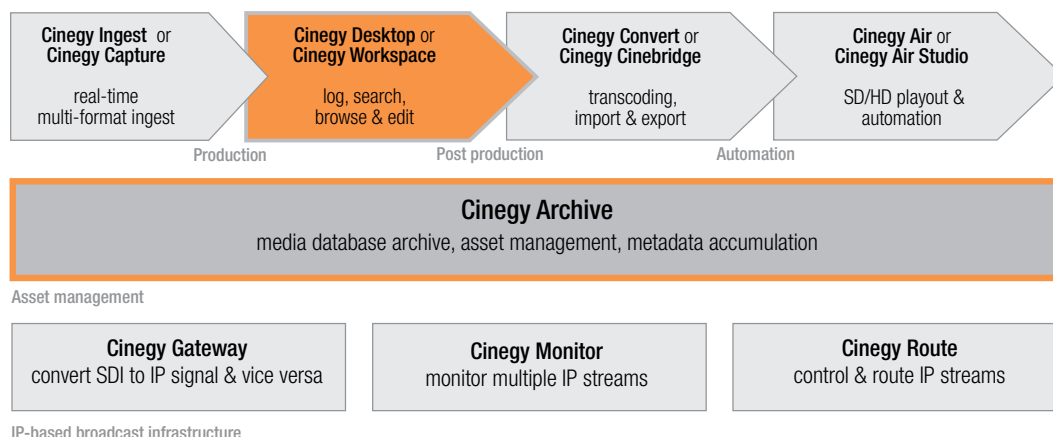 Cinegy Ingest or
Cinegy Capture
real-time
multi-format ingest
Cinegy Desktop or
Cinegy Workspace
log, search,
browse & edit
Cinegy Convert or
Cinegy Cinebridge
transcoding,
import & export
Cinegy Air or
Cinegy Air Studio
SD/HD playout &
automation
Production
Post production
Automation
Cinegy Archive
media database archive, asset management, metadata accumulation
Asset management
Cinegy Gateway
convert SDI to IP signal & vice versa
Cinegy Monitor
monitor multiple IP streams
Cinegy Route
control & route IP streams
IP-based broadcast infrastructure